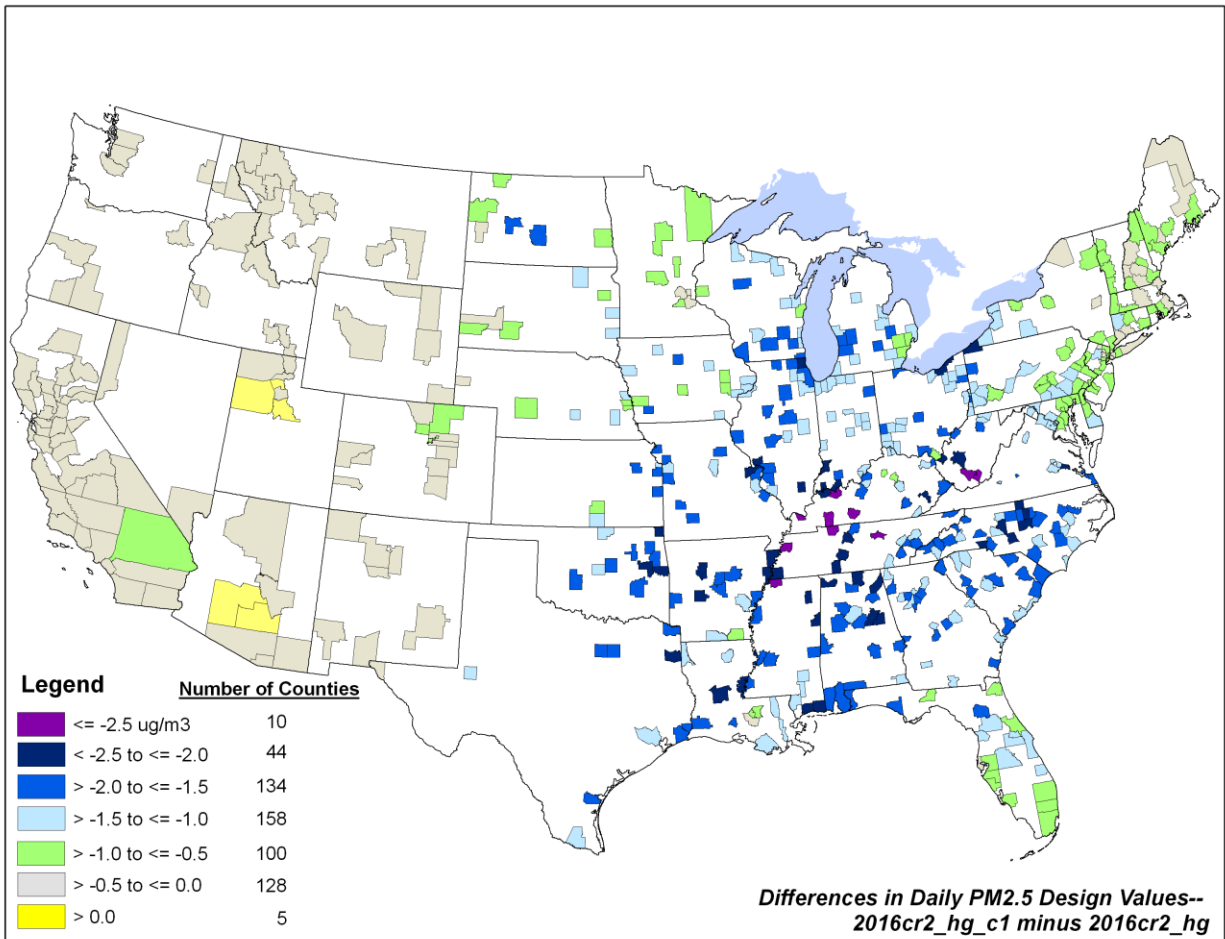 Legend
Number of Counties
<= -2.5 ug/m3 10
< -2.5 to <= -2.0 44
> -2.0 to <= -1.5 134
> -1.5 to <= -1.0 158
> -1.0 to <= -0.5 100
> -0.5 to <= 0.0 128
> 0.0 5
Differences in Daily PM2.5 Design Values--
2016cr2_hg_c1 minus 2016cr2_hg